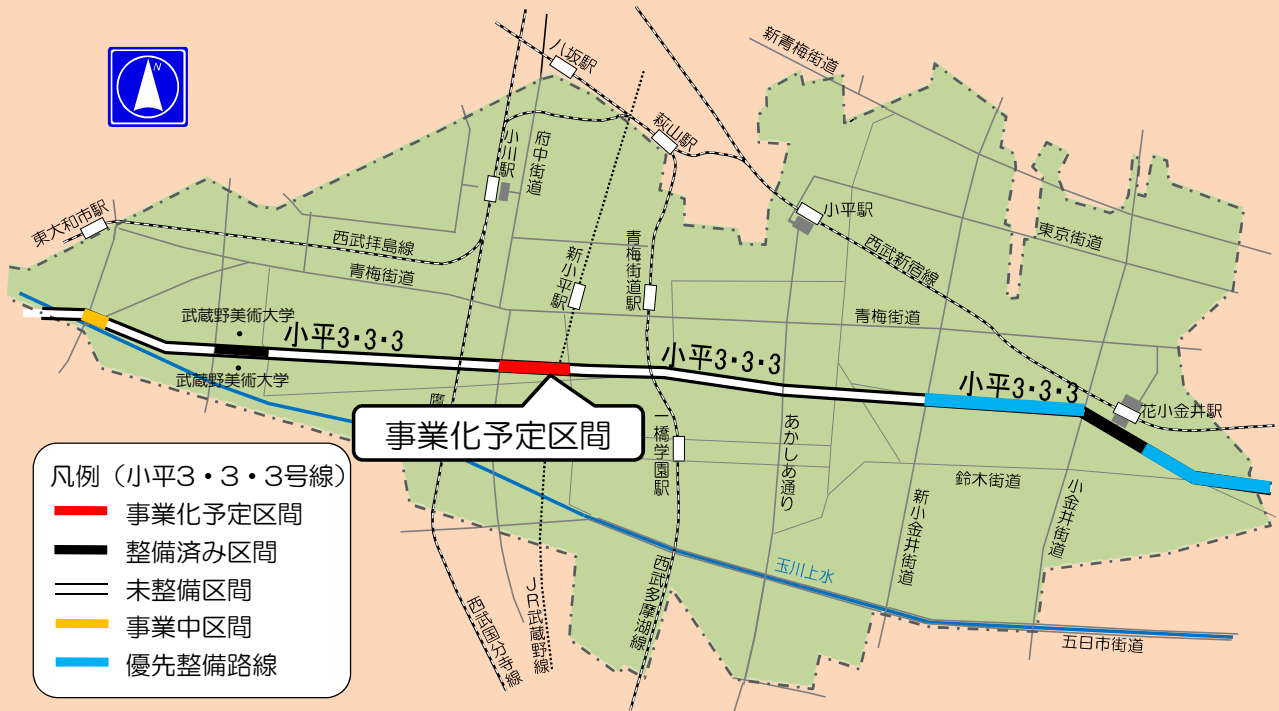 N
八坂駅
新青梅街道
萩山駅
小川駅
府中街道
東大和市駅
西武拝島線
青梅街道
新小平駅
青梅街道駅
小平駅
西武新宿線
東京街道
武蔵野美術大学
武蔵野美術大学
小平3・3・3
小平3・3・3
青梅街道
小平3・3・3
花小金井駅
事業化予定区間
一橋学園駅
あかしあ通り
鈴木街道
新小金井街道
小金井街道
玉川上水
五日市街道
西武多摩湖線
JR武蔵野線
西武国分寺線
凡例（小平3・3・3号線）
事業化予定区間
整備済み区間
未整備区間
事業中区間
優先整備路線